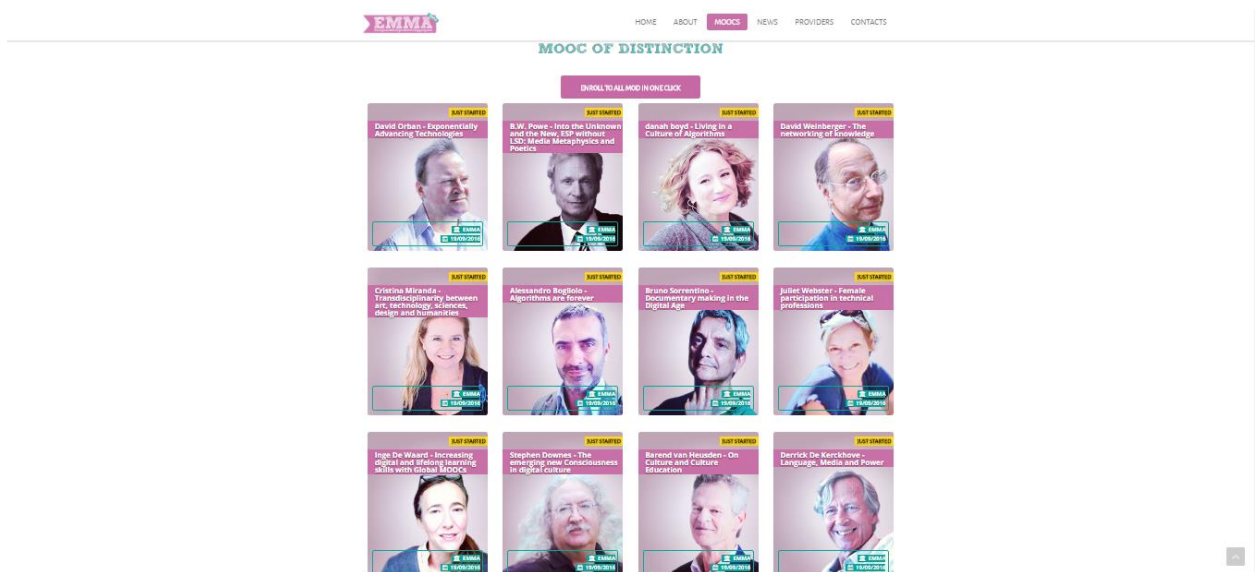 EMMA
HOME ABOUT MOOCS NEWS PROVIDERS CONTACTS
MOOC OF DISTINCTION
ENROLL TO ALL MOD IN ONE CLICK
JUST STARTED
David Orban - Exponentially
Advancing Technologies
EMMA
19/09/2016
JUST STARTED
B.W. Powe - Into the Unknown
and the New, ESP without
LSD: Media Metaphysics and
Poetics
EMMA
19/09/2016
JUST STARTED
danah boyd - Living in a
Culture of Algorithms
EMMA
19/09/2016
JUST STARTED
David Weinberger - The
networking of knowledge
EMMA
19/09/2016
JUST STARTED
Cristina Miranda -
Transdisciplinarity between
art, technology, sciences,
design and humanities
EMMA
19/09/2016
JUST STARTED
Alessandro Bogliolo -
Algorithms are forever
EMMA
19/09/2016
JUST STARTED
Bruno Sorrentino -
Documentary making in the
Digital Age
EMMA
19/09/2016
JUST STARTED
Juliet Webster - Female
participation in technical
professions
EMMA
19/09/2016
JUST STARTED
Inge De Waard - Increasing
digital and lifelong learning
skills with Global MOOCs
EMMA
19/09/2016
JUST STARTED
Stephen Downes - The
emerging new Consciousness
in digital culture
EMMA
19/09/2016
JUST STARTED
Barend van Heusden - On
Culture and Culture
Education
EMMA
19/09/2016
JUST STARTED
Derrick De Kerckhove -
Language, Media and Power
EMMA
19/09/2016